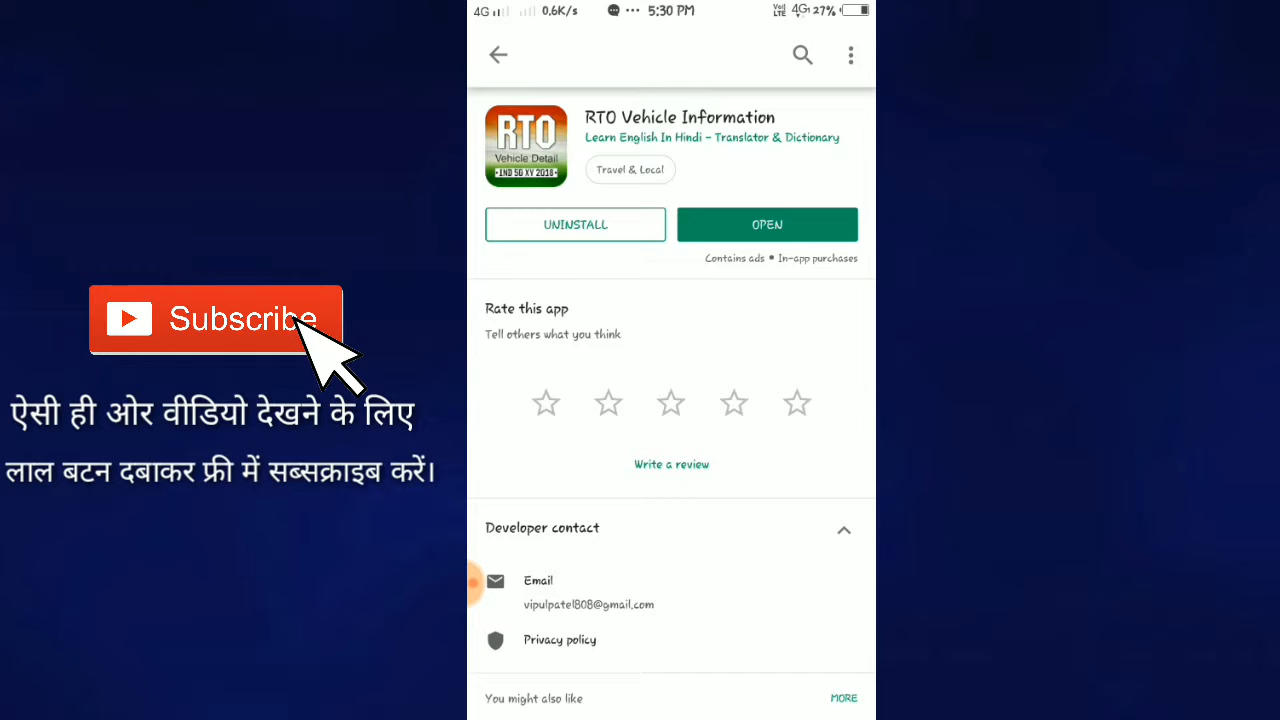 4G 0.6K/s ... 5:30 PM VoLTE 4G 27%
RTO
Vehicle Detail
IND SG XY 2018
RTO Vehicle Information
Learn English In Hindi - Translator & Dictionary
Travel & Local
UNINSTALL
OPEN
Contains ads • In-app purchases
Rate this app
Tell others what you think
Write a review
Developer contact
Email
vipulpatel808@gmail.com
Privacy policy
You might also like
MORE
Subscribe
ऐसी ही ओर वीडियो देखने के लिए
लाल बटन दबाकर फ्री में सब्सक्राइब करें।